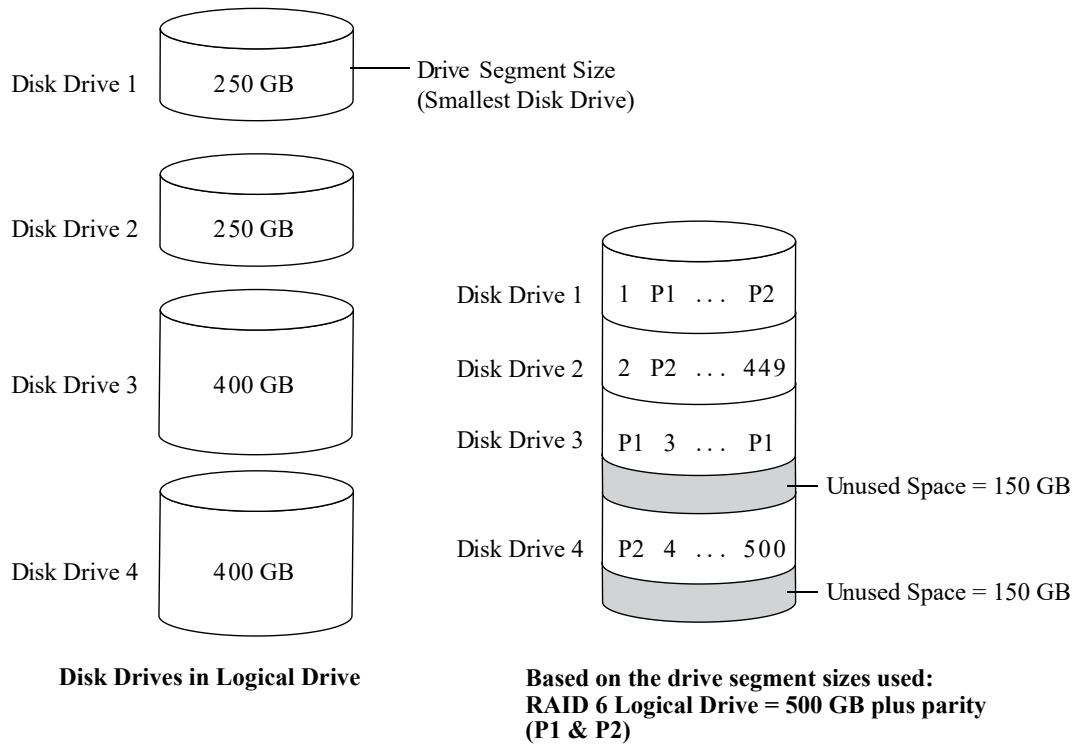 Disk Drive 1
250 GB
Drive Segment Size
(Smallest Disk Drive)
Disk Drive 2
250 GB
Disk Drive 3
400 GB
Disk Drive 4
400 GB
Disk Drives in Logical Drive
Disk Drive 1
1 P1 ... P2
Disk Drive 2
2 P2 ... 449
Disk Drive 3
P1 3 ... P1
Unused Space = 150 GB
Disk Drive 4
P2 4 ... 500
Unused Space = 150 GB
Based on the drive segment sizes used:
RAID 6 Logical Drive = 500 GB plus parity
(P1 & P2)